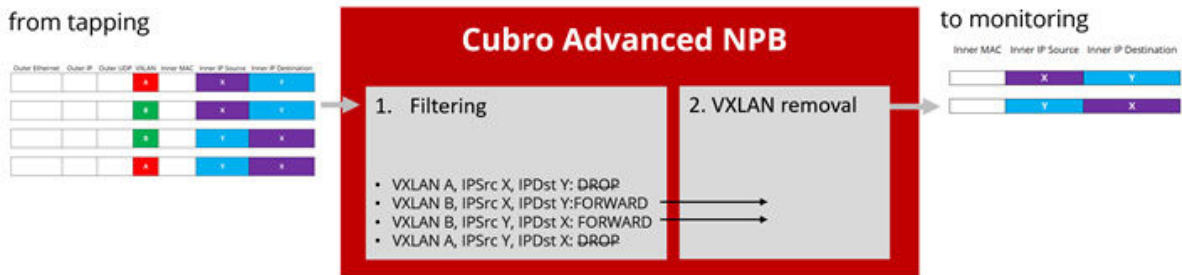 from tapping
Outer Ethernet Outer IP Outer UDP VXLAN Inner MAC Inner IP Source Inner IP Destination
A X Y
B X Y
B Y X
A Y X
Cubro Advanced NPB
1. Filtering
• VXLAN A, IPSrc X, IPDst Y: DROP
• VXLAN B, IPSrc X, IPDst Y:FORWARD
• VXLAN B, IPSrc Y, IPDst X: FORWARD
• VXLAN A, IPSrc Y, IPDst X: DROP
2. VXLAN removal
to monitoring
Inner MAC Inner IP Source Inner IP Destination
X Y
Y X